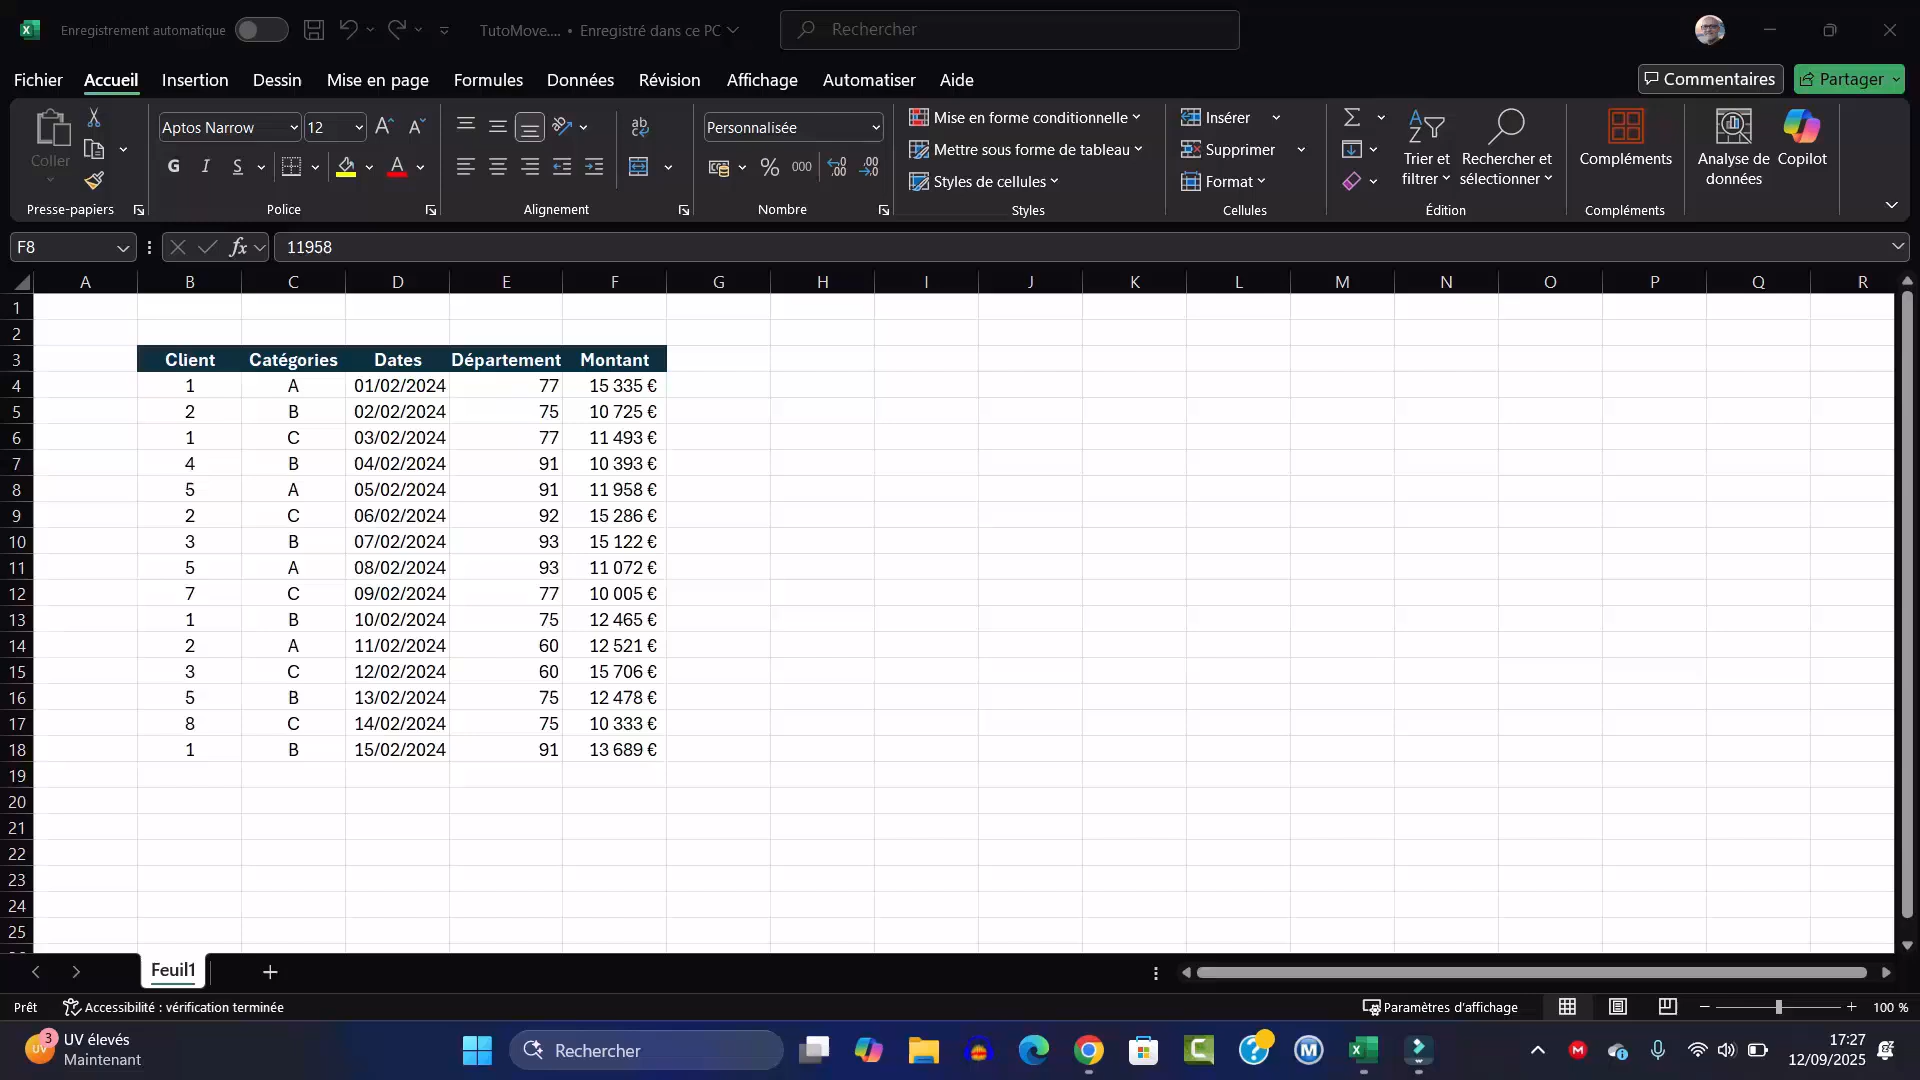 Enregistrement automatique
TutoMove.... • Enregistré dans ce PC
Rechercher
Fichier Accueil Insertion Dessin Mise en page Formules Données Révision Affichage Automatiser Aide
Commentaires Partager
Coller
Presse-papiers
Aptos Narrow 12
G I S
Police
Alignement
Personnalisée
% 000
Nombre
Mise en forme conditionnelle
Mettre sous forme de tableau
Styles de cellules
Styles
Insérer
Supprimer
Format
Cellules
Trier et filtrer
Rechercher et sélectionner
Édition
Compléments
Compléments
Analyse de données
Copilot
F8 fx 11958
A B C D E F G H I J K L M N O P Q R
1
2
3 Client Catégories Dates Département Montant
4 1 A 01/02/2024 77 15 335 €
5 2 B 02/02/2024 75 10 725 €
6 1 C 03/02/2024 77 11 493 €
7 4 B 04/02/2024 91 10 393 €
8 5 A 05/02/2024 91 11 958 €
9 2 C 06/02/2024 92 15 286 €
10 3 B 07/02/2024 93 15 122 €
11 5 A 08/02/2024 93 11 072 €
12 7 C 09/02/2024 77 10 005 €
13 1 B 10/02/2024 75 12 465 €
14 2 A 11/02/2024 60 12 521 €
15 3 C 12/02/2024 60 15 706 €
16 5 B 13/02/2024 75 12 478 €
17 8 C 14/02/2024 75 10 333 €
18 1 B 15/02/2024 91 13 689 €
19
20
21
22
23
24
25
Feuil1
Prêt Accessibilité : vérification terminée Paramètres d'affichage 100 %
3 UV UV élevés
Maintenant
Rechercher
17:27
12/09/2025